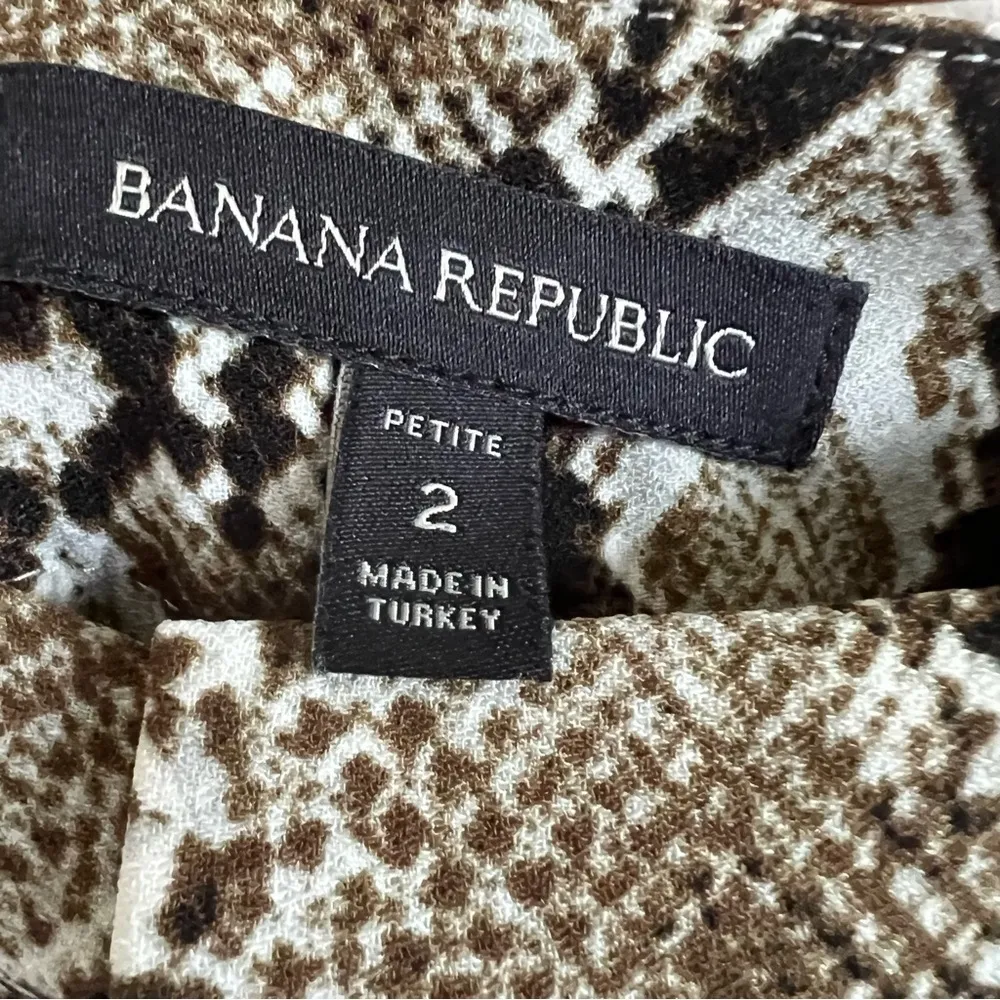 BANANA REPUBLIC
PETITE
2
MADE IN
TURKEY